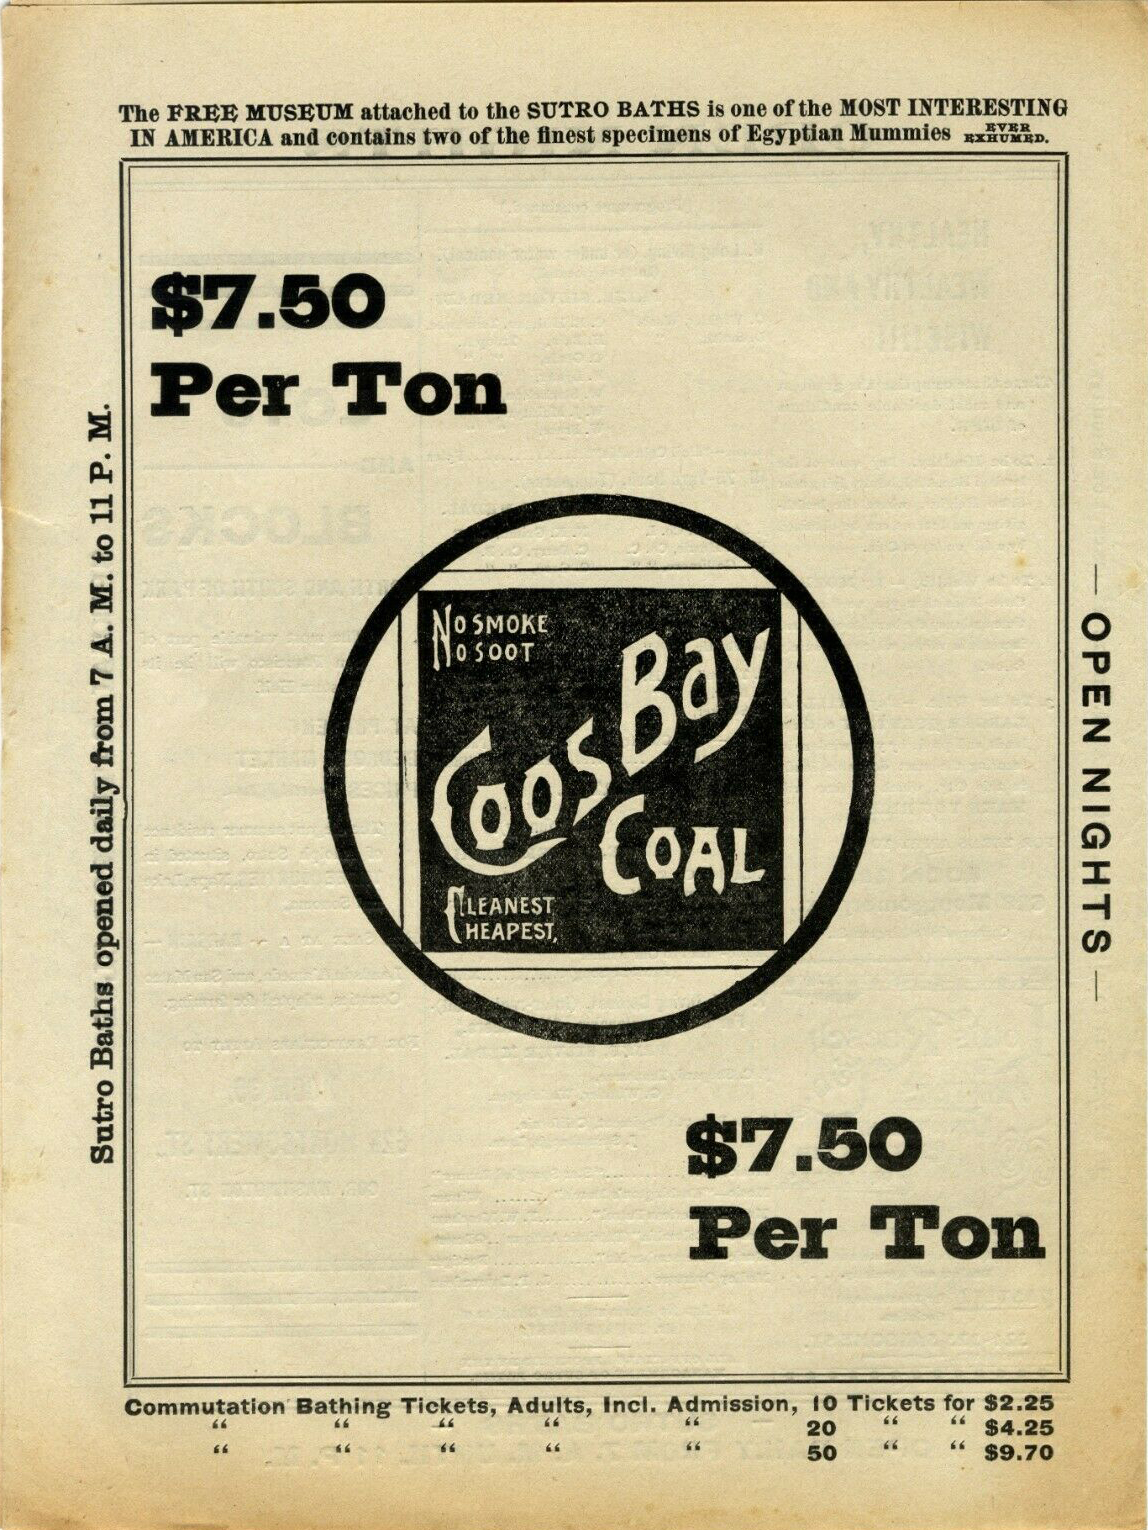 The FREE MUSEUM attached to the SUTRO BATHS is one of the MOST INTERESTING
IN AMERICA and contains two of the finest specimens of Egyptian Mummies EVER EXHUMED.
Sutro Baths opened daily from 7 A. M. to 11 P. M.
$7.50
Per Ton
NO SMOKE
NO SOOT
COOS BAY
COAL
CLEANEST
CHEAPEST,
— OPEN NIGHTS —
$7.50
Per Ton
Commutation Bathing Tickets, Adults, Incl. Admission, 10 Tickets for $2.25
“ “ “ “ “ 20 “ “ $4.25
“ “ “ “ “ 50 “ “ $9.70